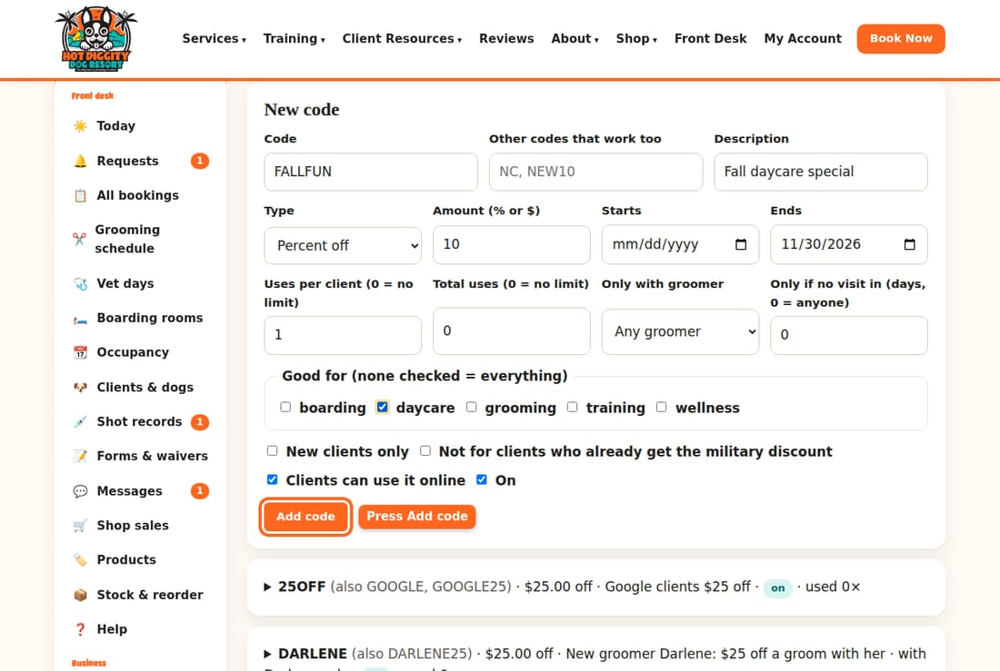 HOT DIGGITY
DOG RESORT
Services ▾ Training ▾ Client Resources ▾ Reviews About ▾ Shop ▾ Front Desk My Account Book Now
Front desk
☀️ Today
🔔 Requests 1
📋 All bookings
✂️ Grooming schedule
🩺 Vet days
🛏️ Boarding rooms
📆 Occupancy
🐶 Clients & dogs
💉 Shot records 1
📝 Forms & waivers
💬 Messages 1
🛒 Shop sales
🏷️ Products
📦 Stock & reorder
❓ Help
Business
New code
Code Other codes that work too Description
FALLFUN NC, NEW10 Fall daycare special
Type Amount (% or $) Starts Ends
Percent off 10 mm/dd/yyyy 11/30/2026
Uses per client (0 = no limit) Total uses (0 = no limit) Only with groomer Only if no visit in (days, 0 = anyone)
1 0 Any groomer 0
Good for (none checked = everything)
boarding daycare grooming training wellness
New clients only Not for clients who already get the military discount
Clients can use it online On
Add code Press Add code
▶ 25OFF (also GOOGLE, GOOGLE25) · $25.00 off · Google clients $25 off · on · used 0×
▶ DARLENE (also DARLENE25) · $25.00 off · New groomer Darlene: $25 off a groom with her · with